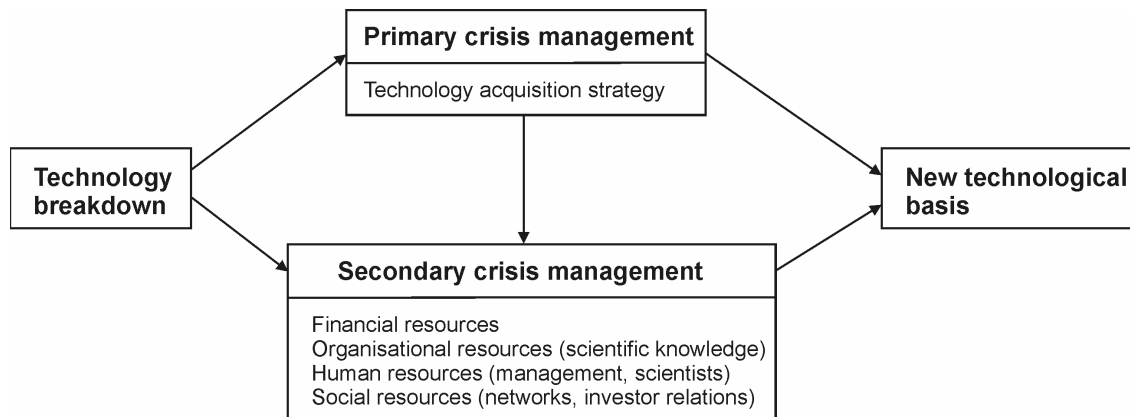 Primary crisis management
Technology acquisition strategy
Technology
breakdown
New technological
basis
Secondary crisis management
Financial resources
Organisational resources (scientific knowledge)
Human resources (management, scientists)
Social resources (networks, investor relations)